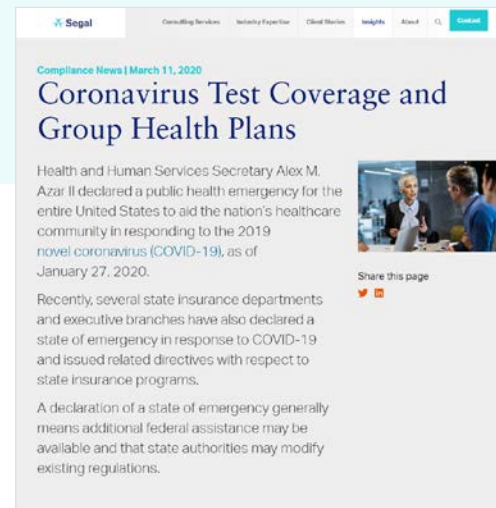 Segal
Consulting Services Industry Expertise Client Stories Insights About Contact
Compliance News | March 11, 2020
Coronavirus Test Coverage and
Group Health Plans
Health and Human Services Secretary Alex M.
Azar II declared a public health emergency for the
entire United States to aid the nation's healthcare
community in responding to the 2019
novel coronavirus (COVID-19), as of
January 27, 2020.
Share this page
Recently, several state insurance departments
and executive branches have also declared a
state of emergency in response to COVID-19
and issued related directives with respect to
state insurance programs.
A declaration of a state of emergency generally
means additional federal assistance may be
available and that state authorities may modify
existing regulations.